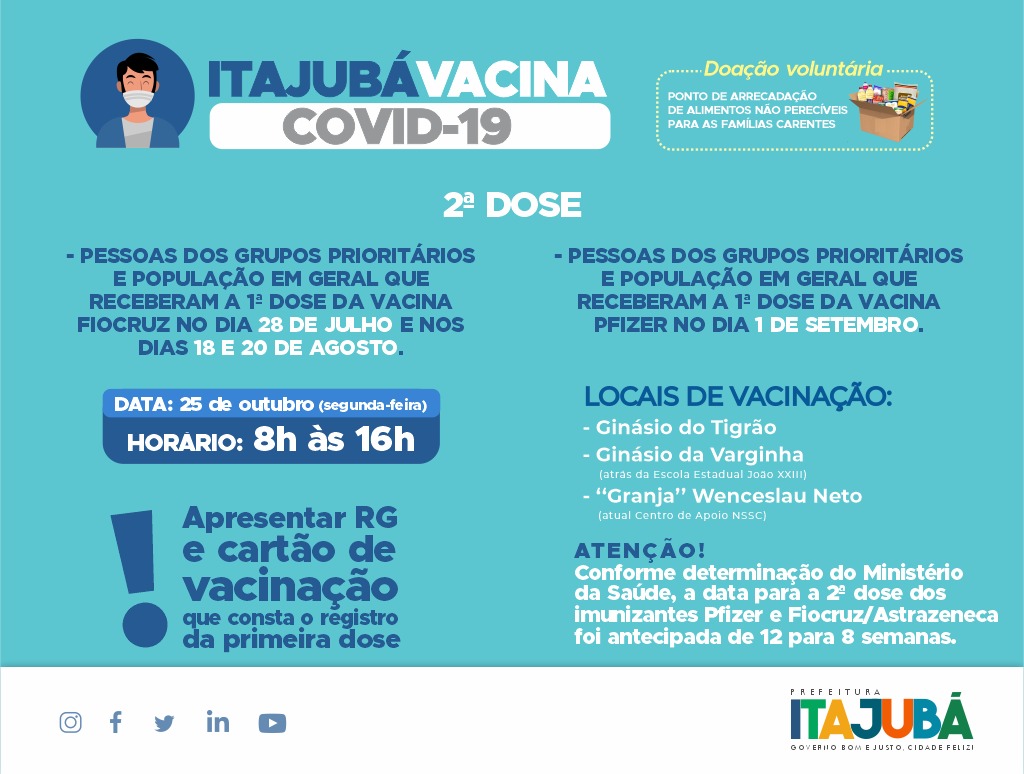 ITAJUBÁVACINA
COVID-19
Doação voluntária
PONTO DE ARRECADAÇÃO
DE ALIMENTOS NÃO PERECÍVEIS
PARA AS FAMÍLIAS CARENTES
2ª DOSE
- PESSOAS DOS GRUPOS PRIORITÁRIOS
E POPULAÇÃO EM GERAL QUE
RECEBERAM A 1ª DOSE DA VACINA
FIOCRUZ NO DIA 28 DE JULHO E NOS
DIAS 18 E 20 DE AGOSTO.
- PESSOAS DOS GRUPOS PRIORITÁRIOS
E POPULAÇÃO EM GERAL QUE
RECEBERAM A 1ª DOSE DA VACINA
PFIZER NO DIA 1 DE SETEMBRO.
DATA: 25 de outubro (segunda-feira)
HORÁRIO: 8h às 16h
LOCAIS DE VACINAÇÃO:
- Ginásio do Tigrão
- Ginásio da Varginha
(atrás da Escola Estadual João XXIII)
- “Granja” Wenceslau Neto
(atual Centro de Apoio NSSC)
! Apresentar RG
e cartão de
vacinação
que consta o registro
da primeira dose
ATENÇÃO!
Conforme determinação do Ministério
da Saúde, a data para a 2ª dose dos
imunizantes Pfizer e Fiocruz/Astrazeneca
foi antecipada de 12 para 8 semanas.
PREFEITURA
ITAJUBÁ
GOVERNO BOM E JUSTO, CIDADE FELIZ!